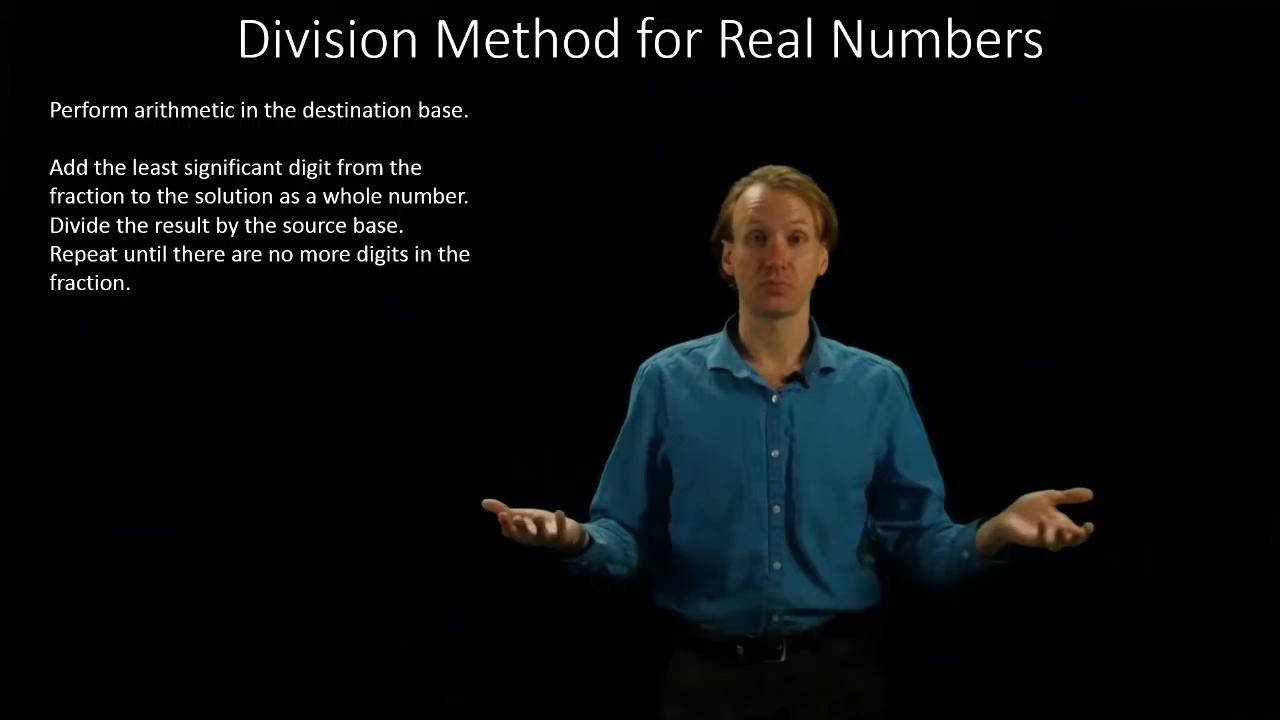 Division Method for Real Numbers
Perform arithmetic in the destination base.
Add the least significant digit from the
fraction to the solution as a whole number.
Divide the result by the source base.
Repeat until there are no more digits in the
fraction.